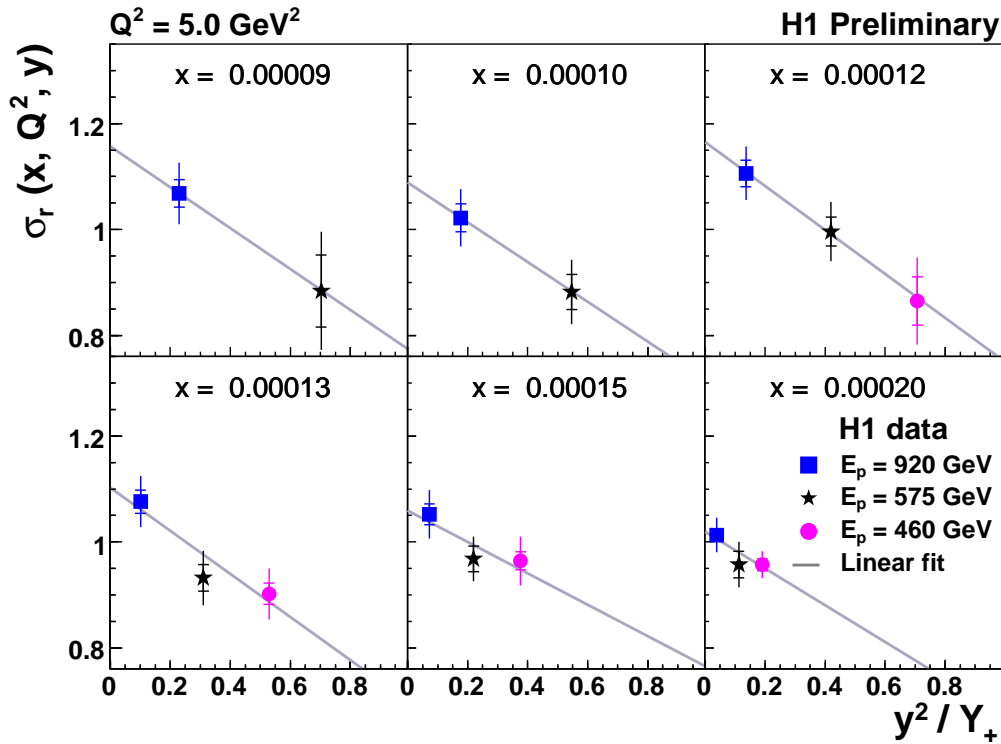 Q² = 5.0 GeV² H1 Preliminary
σr (x, Q², y)
x = 0.00009 x = 0.00010 x = 0.00012
1.2
1
0.8
x = 0.00013 x = 0.00015 x = 0.00020
H1 data
Ep = 920 GeV
Ep = 575 GeV
Ep = 460 GeV
Linear fit
1.2
1
0.8
0 0.2 0.4 0.6 0.8 0 0.2 0.4 0.6 0.8 0 0.2 0.4 0.6 0.8
y² / Y+